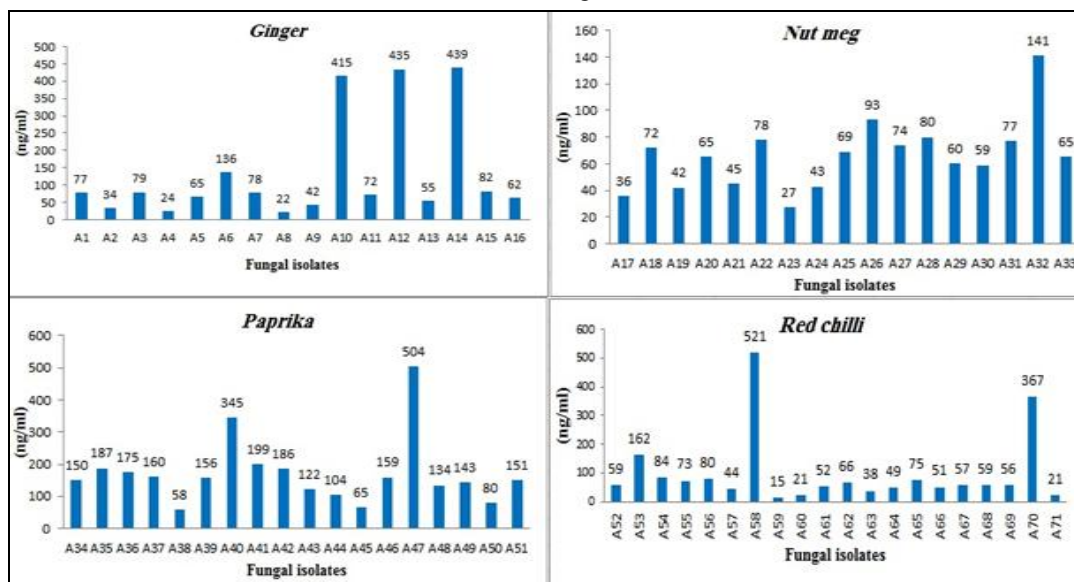 Ginger
(ng/ml)
500
450
400
350
300
250
200
150
100
50
0
77 34 79 24 65 136 78 22 42 415 72 435 55 439 82 62
A1 A2 A3 A4 A5 A6 A7 A8 A9 A10 A11 A12 A13 A14 A15 A16
Fungal isolates
Nut meg
(ng/ml)
160
140
120
100
80
60
40
20
0
36 72 42 65 45 78 27 43 69 93 74 80 60 59 77 141 65
A17 A18 A19 A20 A21 A22 A23 A24 A25 A26 A27 A28 A29 A30 A31 A32 A33
Fungal isolates
Paprika
(ng/ml)
600
500
400
300
200
100
0
150 187 175 160 58 156 345 199 186 122 104 65 159 504 134 143 80 151
A34 A35 A36 A37 A38 A39 A40 A41 A42 A43 A44 A45 A46 A47 A48 A49 A50 A51
Fungal isolates
Red chilli
(ng/ml)
600
500
400
300
200
100
0
59 162 84 73 80 44 521 15 21 52 66 38 49 75 51 57 59 56 367 21
A52 A53 A54 A55 A56 A57 A58 A59 A60 A61 A62 A63 A64 A65 A66 A67 A68 A69 A70 A71
Fungal isolates